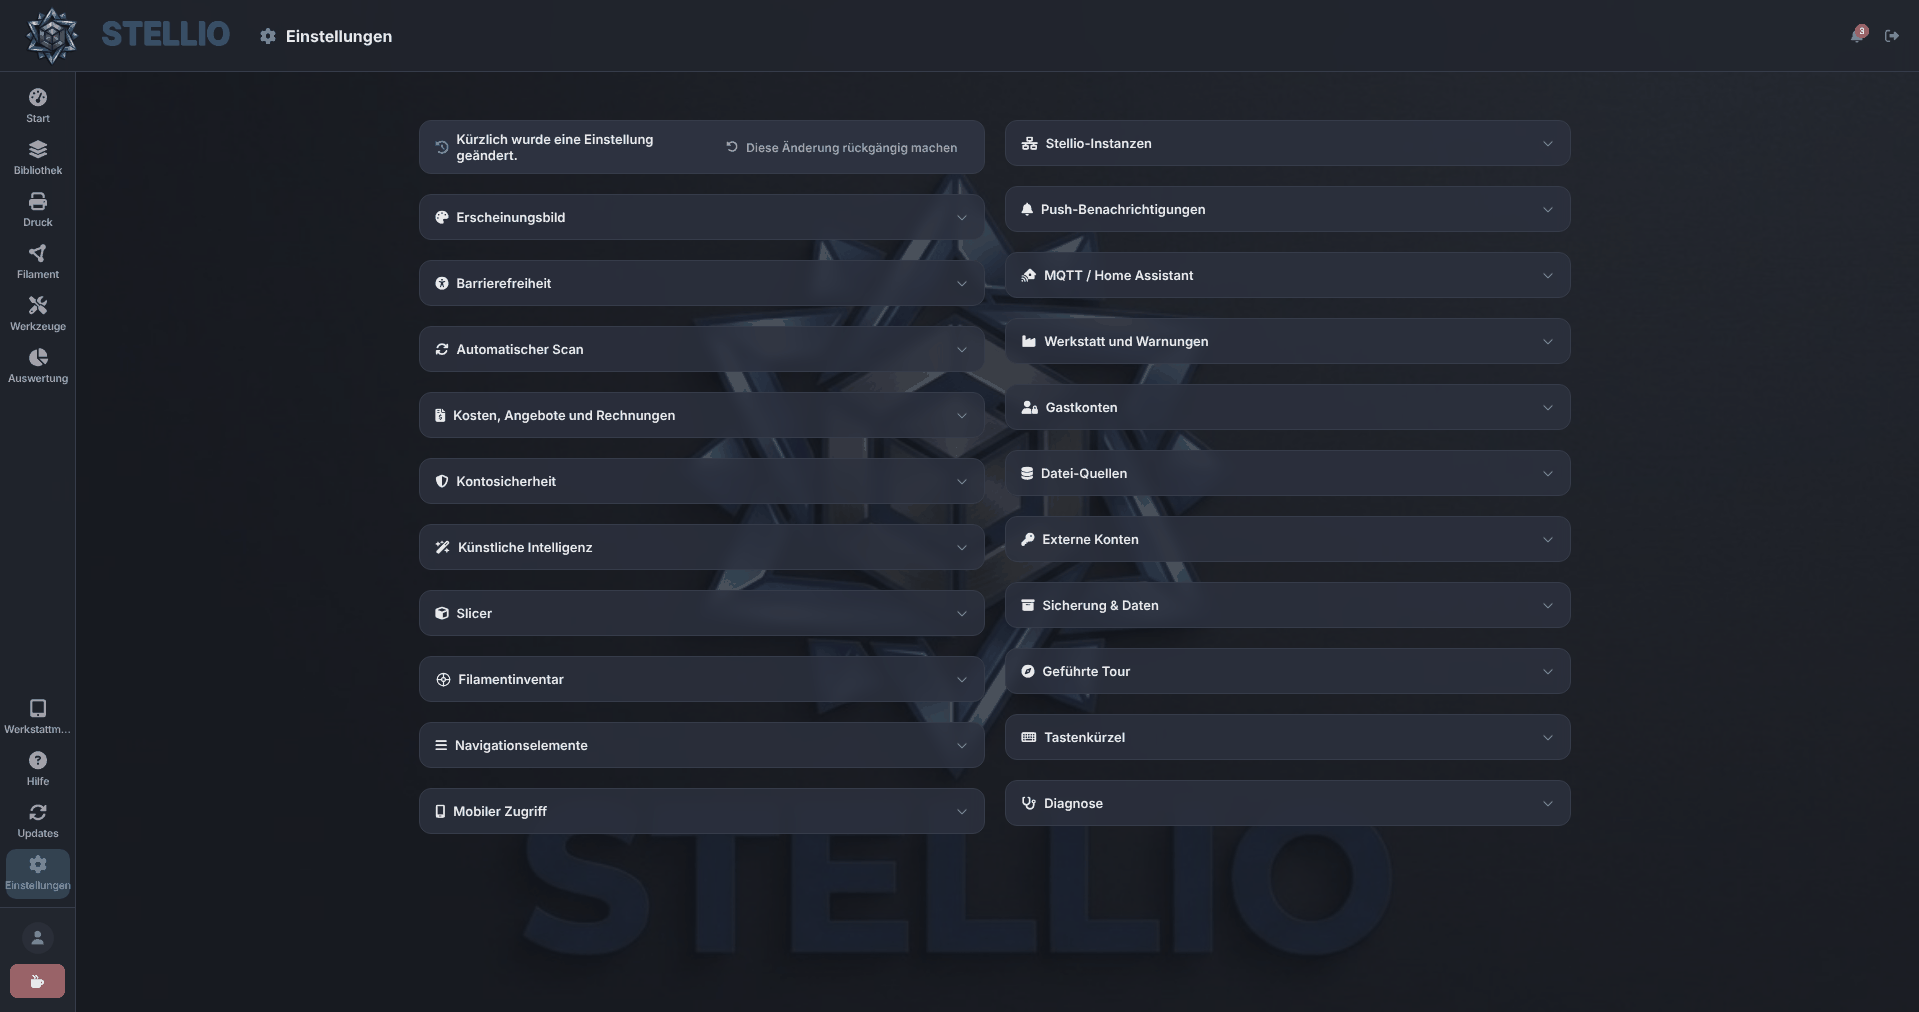 STELLIO
Einstellungen
3
Start
Bibliothek
Druck
Filament
Werkzeuge
Auswertung
Werkstattm...
Hilfe
Updates
Einstellungen
Kürzlich wurde eine Einstellung
geändert.
Diese Änderung rückgängig machen
Erscheinungsbild
Barrierefreiheit
Automatischer Scan
Kosten, Angebote und Rechnungen
Kontosicherheit
Künstliche Intelligenz
Slicer
Filamentinventar
Navigationselemente
Mobiler Zugriff
Stellio-Instanzen
Push-Benachrichtigungen
MQTT / Home Assistant
Werkstatt und Warnungen
Gastkonten
Datei-Quellen
Externe Konten
Sicherung & Daten
Geführte Tour
Tastenkürzel
Diagnose
STELLIO